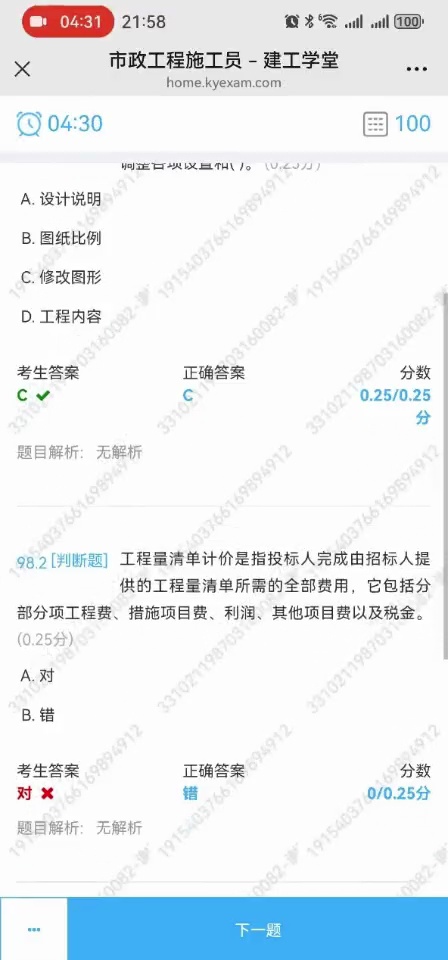 04:31 21:58 100
市政工程施工员 – 建工学堂
home.kyexam.com
04:30 100
调整各项设置和( )。 (0.25分)
A. 设计说明
B. 图纸比例
C. 修改图形
D. 工程内容
考生答案 正确答案 分数
C C 0.25/0.25
分
题目解析: 无解析
98.2 [判断题] 工程量清单计价是指投标人完成由招标人提
供的工程量清单所需的全部费用，它包括分
部分项工程费、措施项目费、利润、其他项目费以及税金。
(0.25分)
A. 对
B. 错
考生答案 正确答案 分数
对 错 0/0.25分
题目解析: 无解析
下一题